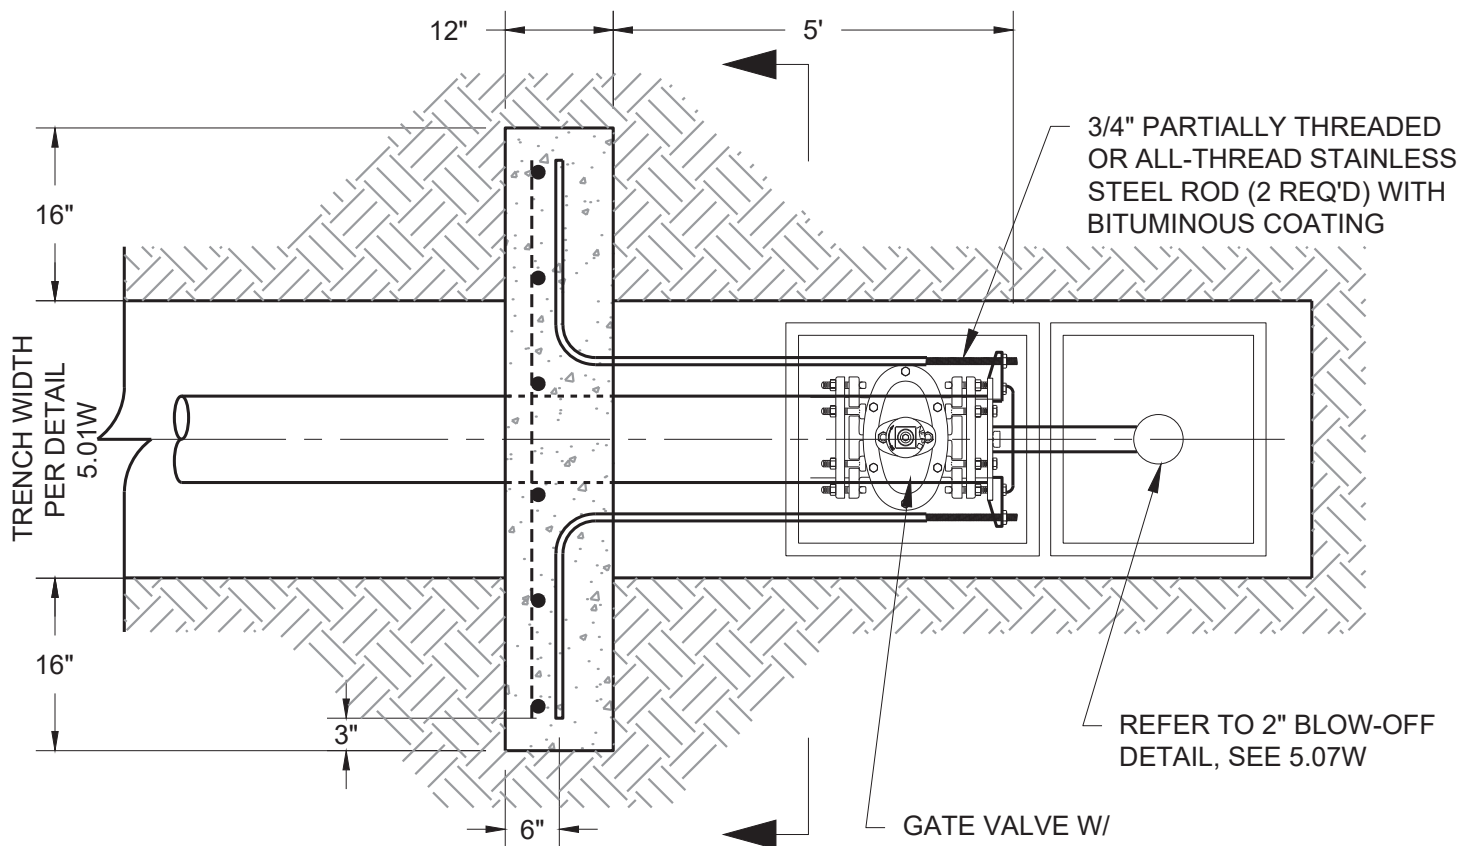 12"
5'
3/4" PARTIALLY THREADED
OR ALL-THREAD STAINLESS
STEEL ROD (2 REQ'D) WITH
BITUMINOUS COATING
16"
TRENCH WIDTH
PER DETAIL
5.01W
16"
3"
6"
REFER TO 2" BLOW-OFF
DETAIL, SEE 5.07W
GATE VALVE W/